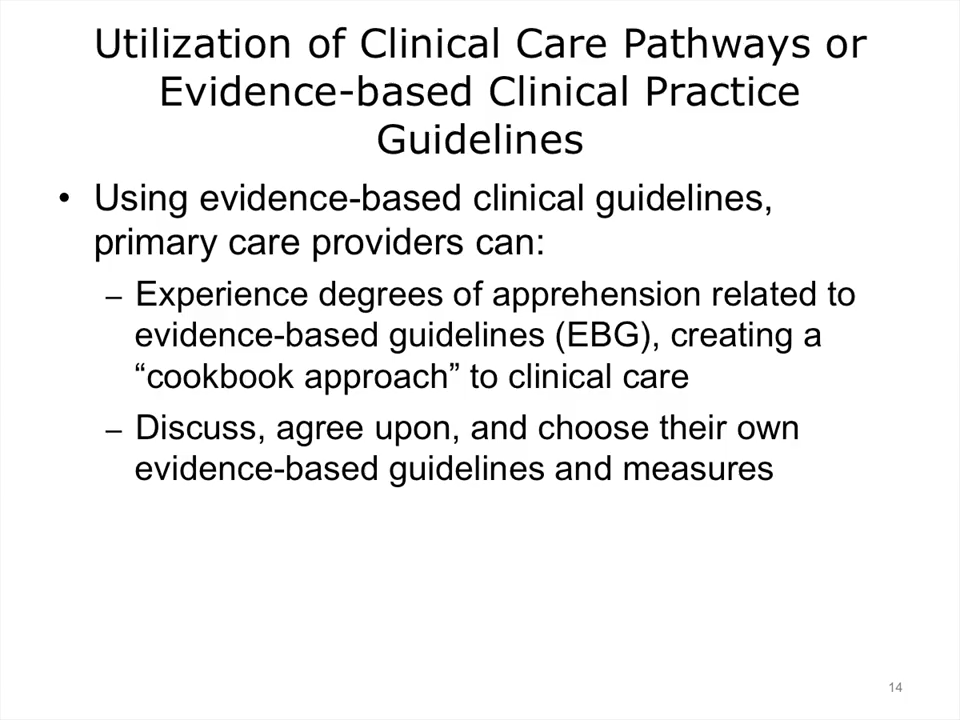 Utilization of Clinical Care Pathways or
Evidence-based Clinical Practice
Guidelines
• Using evidence-based clinical guidelines,
primary care providers can:
– Experience degrees of apprehension related to
evidence-based guidelines (EBG), creating a
“cookbook approach” to clinical care
– Discuss, agree upon, and choose their own
evidence-based guidelines and measures
14